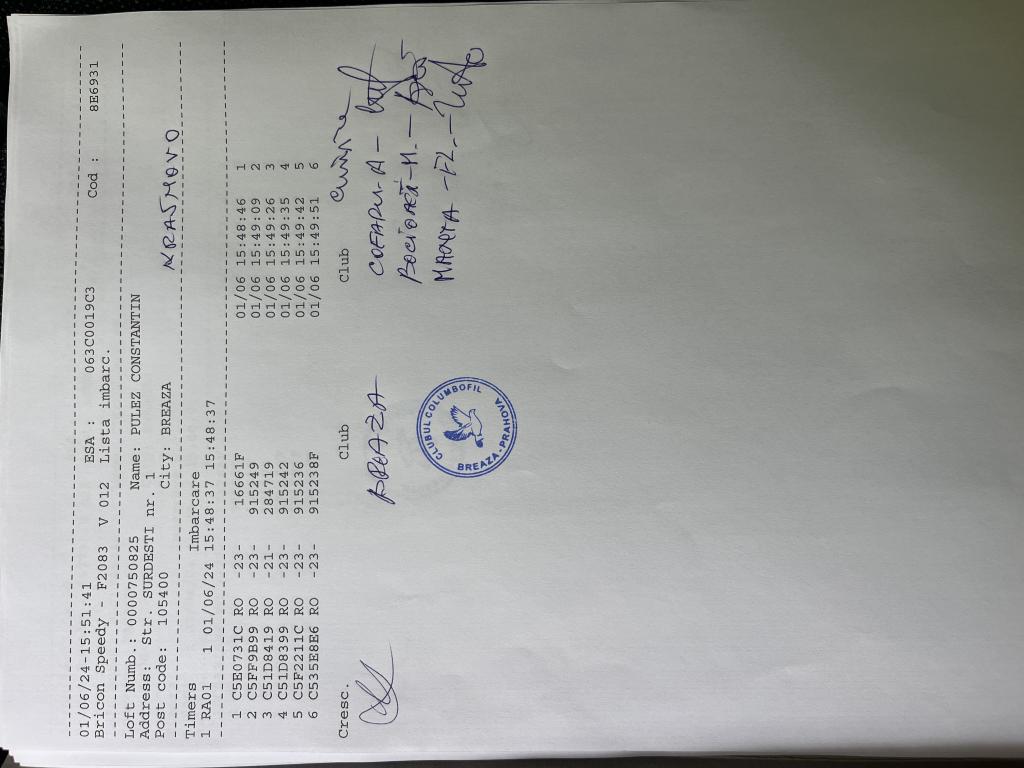 01/06/24-15:51:41 ESA : 063C0019C3
Bricon Speedy - F2083 V 012 Lista imbarc. Cod : 8E6931
Loft Numb.: 0000750825 Name: PULEZ CONSTANTIN
Address: Str. SURDESTI nr. 1
Post code: 105400 City: BREAZA
KRASNOVO
Timers Imbarcare
1 RA01 1 01/06/24 15:48:37 15:48:37
1 C5E0731C RO -23- 16661F 01/06 15:48:46 1
2 C5FF9B99 RO -23- 915249 01/06 15:49:09 2
3 C51D8419 RO -21- 284719 01/06 15:49:26 3
4 C51D8399 RO -23- 915242 01/06 15:49:35 4
5 C5F2211C RO -23- 915236 01/06 15:49:42 5
6 C535E8E6 RO -23- 915238F 01/06 15:49:51 6
Cresc. Club Club
BREAZA
CLUBUL COLUMBOFIL
BREAZA - PRAHOVA